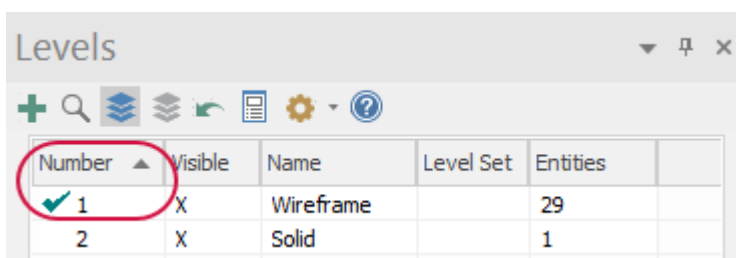 Levels
Number Visible Name Level Set Entities
1 X Wireframe 29
2 X Solid 1